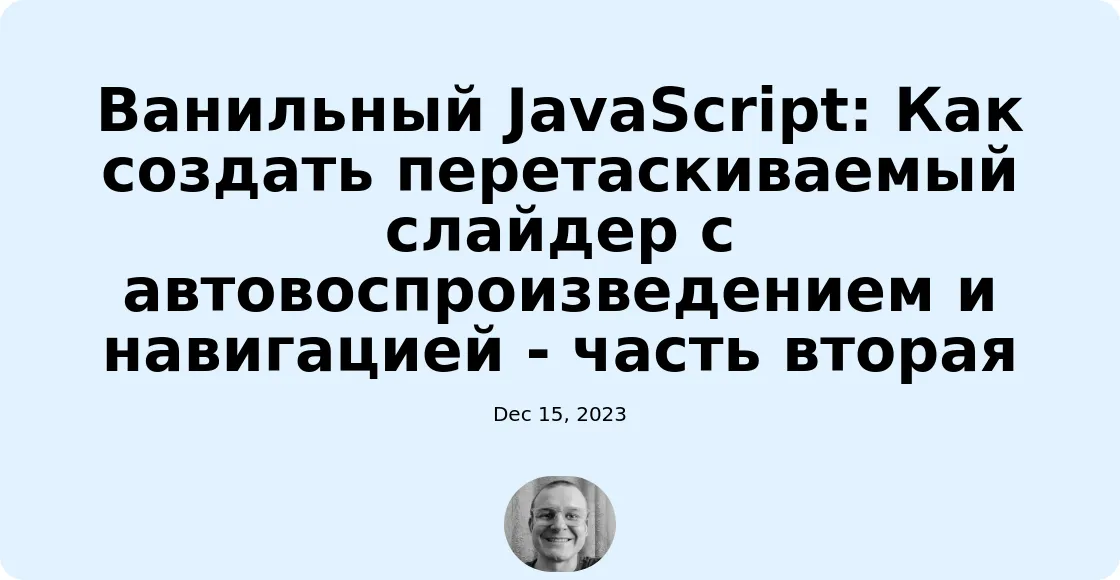 Ванильный JavaScript: Как
создать перетаскиваемый
слайдер с
автовоспроизведением и
навигацией - часть вторая
Dec 15, 2023